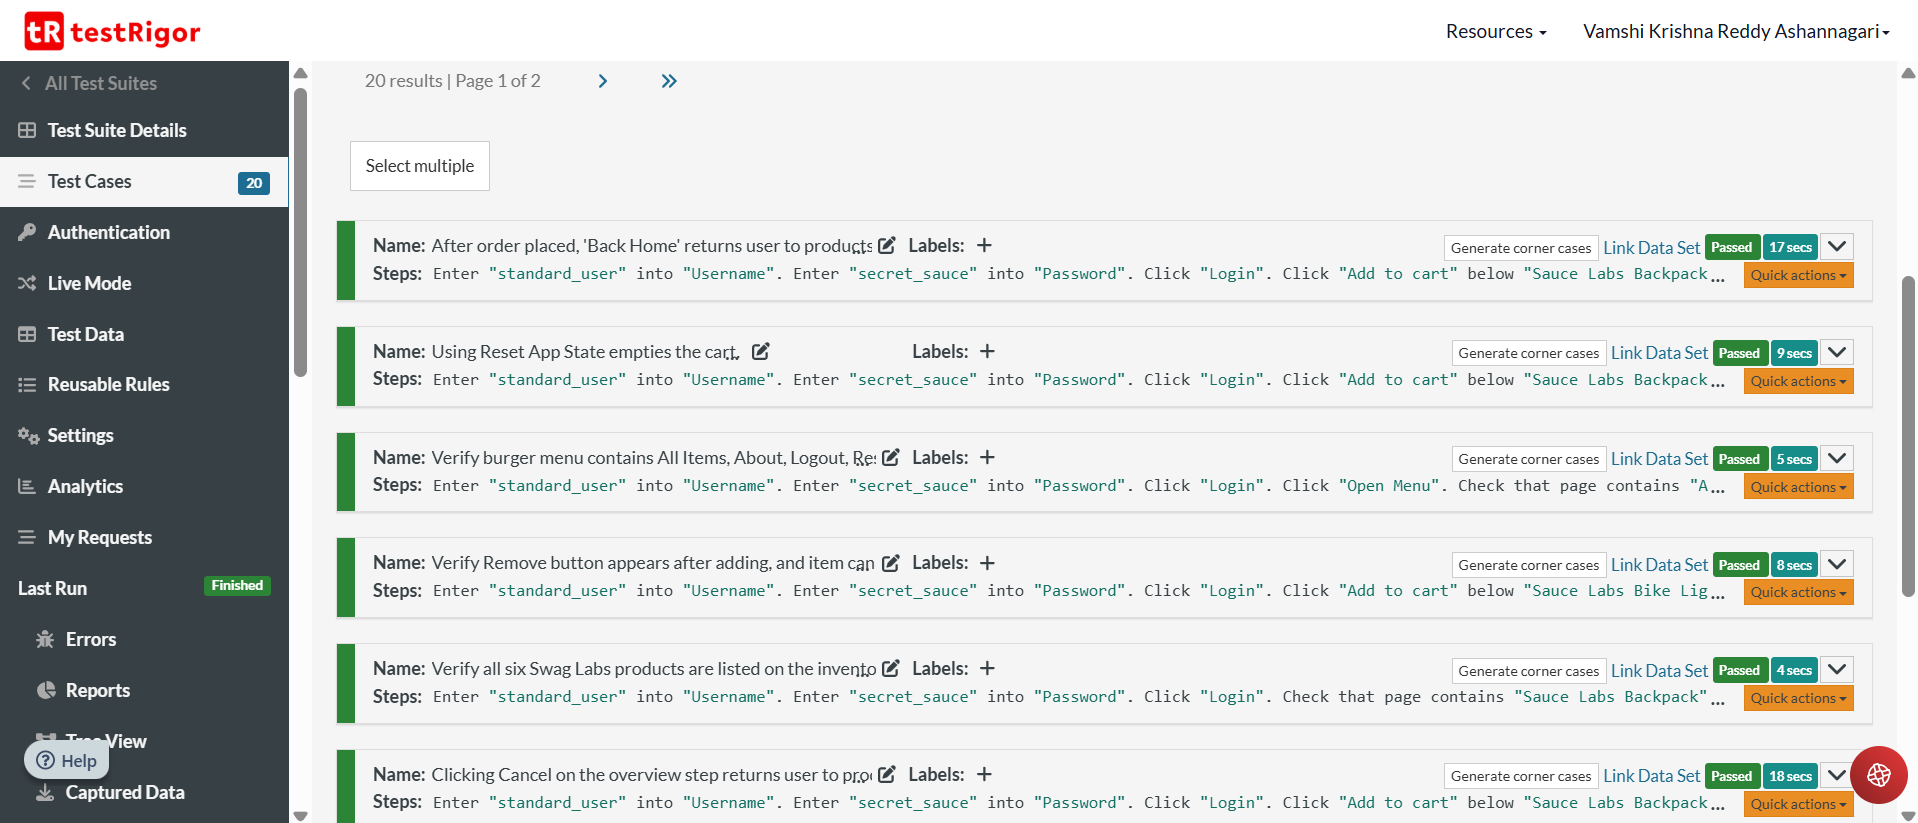 tR testRigor
Resources
Vamshi Krishna Reddy Ashannagari
All Test Suites
Test Suite Details
Test Cases 20
Authentication
Live Mode
Test Data
Reusable Rules
Settings
Analytics
My Requests
Last Run Finished
Errors
Reports
Tree View
Help
Captured Data
20 results | Page 1 of 2
Select multiple
Name: After order placed, 'Back Home' returns user to products Labels: + Generate corner cases Link Data Set Passed 17 secs
Steps: Enter "standard_user" into "Username". Enter "secret_sauce" into "Password". Click "Login". Click "Add to cart" below "Sauce Labs Backpack... Quick actions
Name: Using Reset App State empties the cart. Labels: + Generate corner cases Link Data Set Passed 9 secs
Steps: Enter "standard_user" into "Username". Enter "secret_sauce" into "Password". Click "Login". Click "Add to cart" below "Sauce Labs Backpack... Quick actions
Name: Verify burger menu contains All Items, About, Logout, Res Labels: + Generate corner cases Link Data Set Passed 5 secs
Steps: Enter "standard_user" into "Username". Enter "secret_sauce" into "Password". Click "Login". Click "Open Menu". Check that page contains "A... Quick actions
Name: Verify Remove button appears after adding, and item can Labels: + Generate corner cases Link Data Set Passed 8 secs
Steps: Enter "standard_user" into "Username". Enter "secret_sauce" into "Password". Click "Login". Click "Add to cart" below "Sauce Labs Bike Lig... Quick actions
Name: Verify all six Swag Labs products are listed on the invento Labels: + Generate corner cases Link Data Set Passed 4 secs
Steps: Enter "standard_user" into "Username". Enter "secret_sauce" into "Password". Click "Login". Check that page contains "Sauce Labs Backpack"... Quick actions
Name: Clicking Cancel on the overview step returns user to pro Labels: + Generate corner cases Link Data Set Passed 18 secs
Steps: Enter "standard_user" into "Username". Enter "secret_sauce" into "Password". Click "Login". Click "Add to cart" below "Sauce Labs Backpack... Quick actions